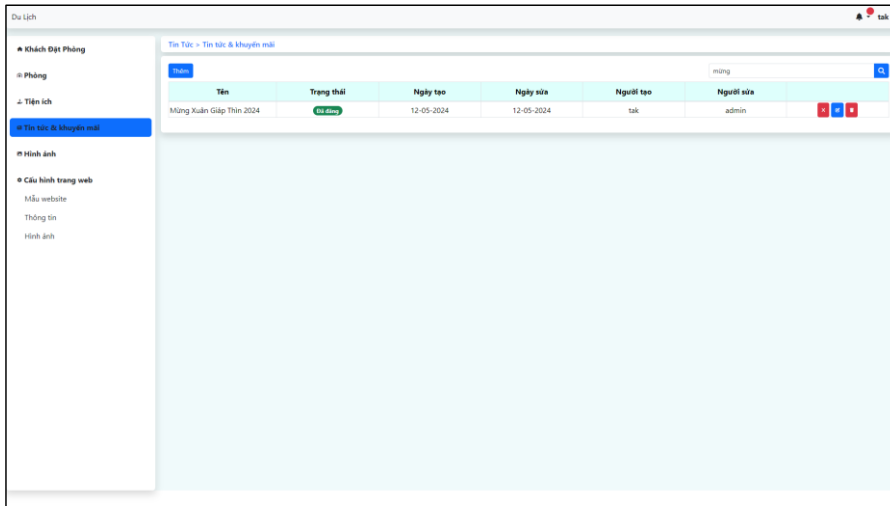 Du Lịch
tak
Khách Đặt Phòng
Phòng
Tiện ích
Tin tức & khuyến mãi
Hình ảnh
Cấu hình trang web
Mẫu website
Thông tin
Hình ảnh
Tin Tức > Tin tức & khuyến mãi
Thêm
mừng
Tên Trạng thái Ngày tạo Ngày sửa Người tạo Người sửa
Mừng Xuân Giáp Thìn 2024 Đã đăng 12-05-2024 12-05-2024 tak admin